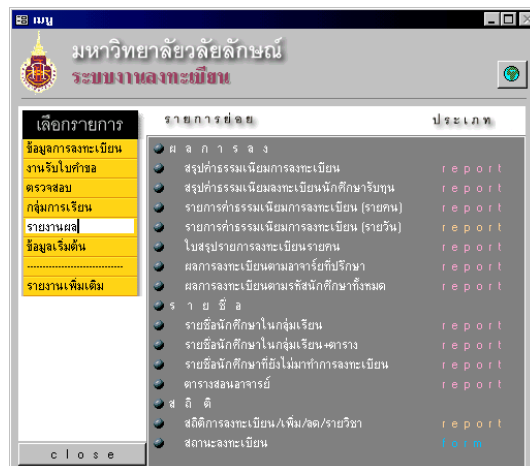 เมนู
มหาวิทยาลัยวลัยลักษณ์
ระบบงานลงทะเบียน
เลือกรายการ
รายการย่อย ประเภท
ข้อมูลการลงทะเบียน
งานรับใบคำขอ
ตรวจสอบ
กลุ่มการเรียน
รายงานผล
ข้อมูลเริ่มต้น
-----------------------------
รายงานเพิ่มเติม
close
ผลการลง
สรุปค่าธรรมเนียมการลงทะเบียน report
สรุปค่าธรรมเนียมลงทะเบียนนักศึกษารับทุน report
รายการค่าธรรมเนียมการลงทะเบียน (รายคน) report
รายการค่าธรรมเนียมการลงทะเบียน (รายวัน) report
ใบสรุปรายการลงทะเบียนรายคน report
ผลการลงทะเบียนตามอาจารย์ที่ปรึกษา report
ผลการลงทะเบียนตามรหัสนักศึกษาทั้งหมด report
รายชื่อ
รายชื่อนักศึกษาในกลุ่มเรียน report
รายชื่อนักศึกษาในกลุ่มเรียน+ตาราง report
รายชื่อนักศึกษาที่ยังไม่มาทำการลงทะเบียน report
ตารางสอนอาจารย์ report
สถิติ
สถิติการลงทะเบียน/เพิ่ม/ลด/รายวิชา report
สถานะลงทะเบียน form